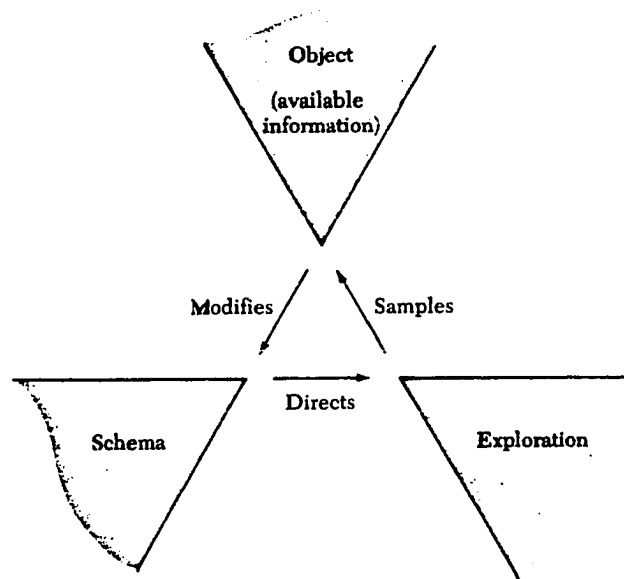 Object
(available
information)
Modifies
Samples
Directs
Schema
Exploration